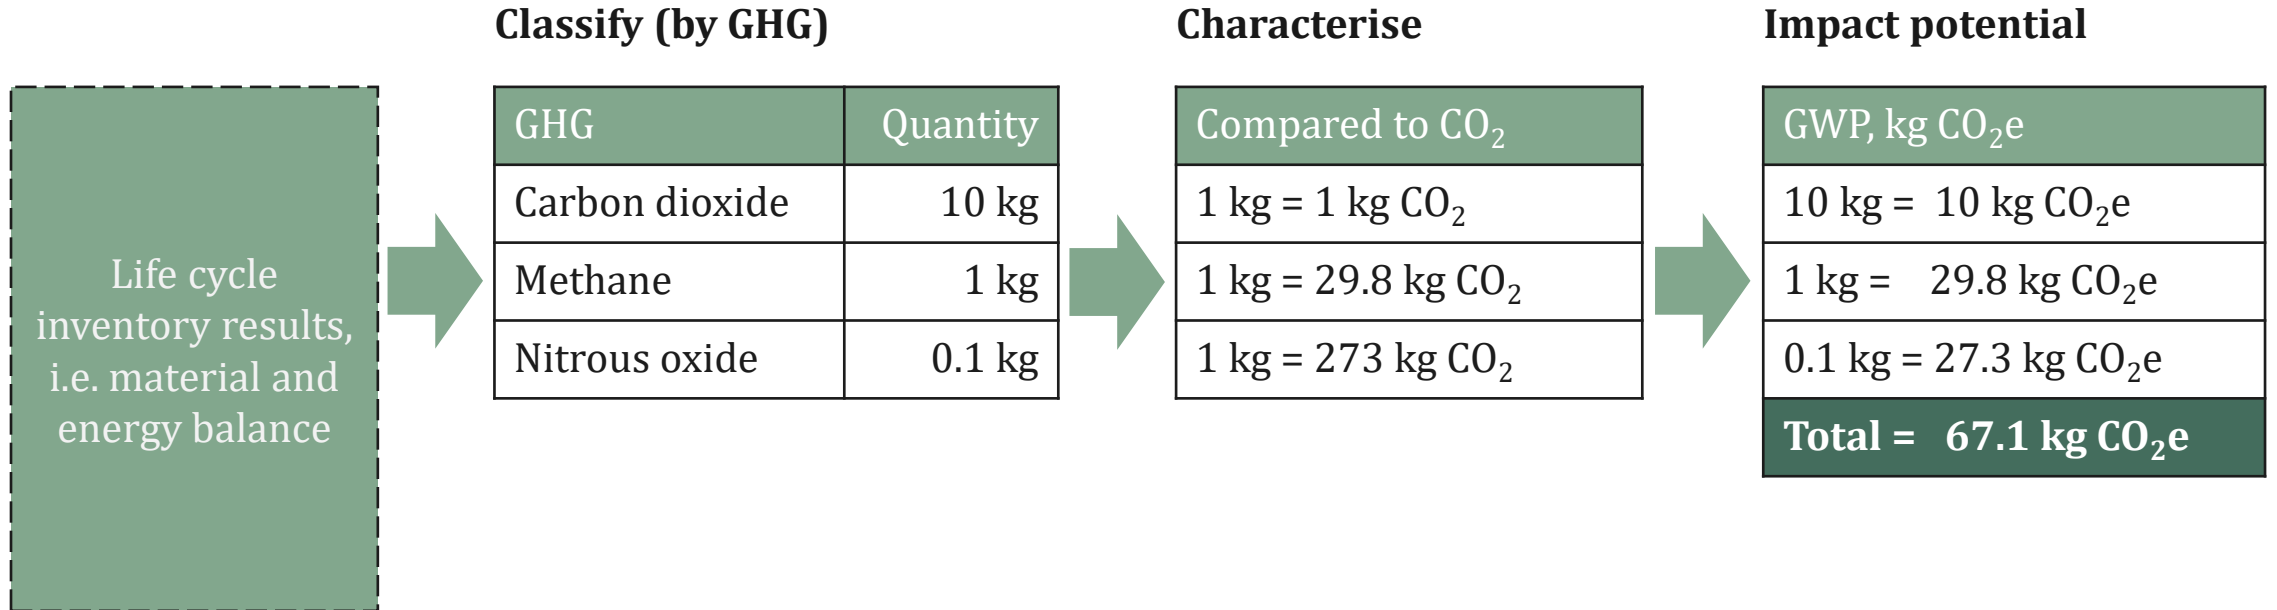 Classify (by GHG)
Characterise
Impact potential
Life cycle
inventory results,
i.e. material and
energy balance
GHG Quantity
Carbon dioxide 10 kg
Methane 1 kg
Nitrous oxide 0.1 kg
Compared to CO₂
1 kg = 1 kg CO₂
1 kg = 29.8 kg CO₂
1 kg = 273 kg CO₂
GWP, kg CO₂e
10 kg = 10 kg CO₂e
1 kg = 29.8 kg CO₂e
0.1 kg = 27.3 kg CO₂e
Total = 67.1 kg CO₂e